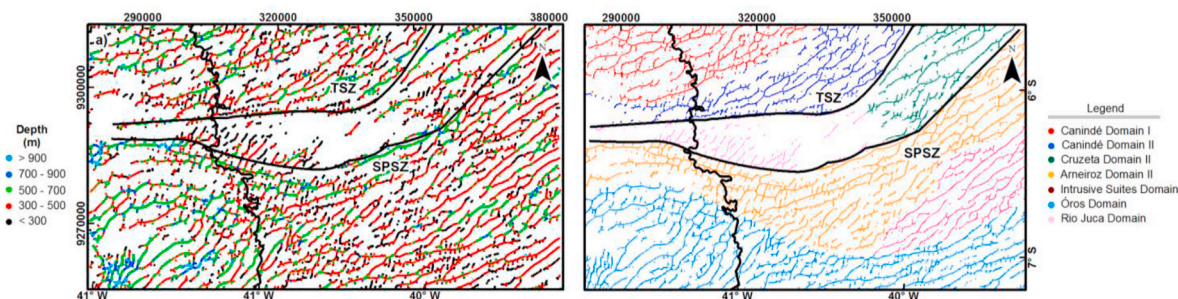 290000 320000 350000 380000
a)
N
TSZ
SPSZ
9300000
9270000
41° W 41° W 40° W
Depth
(m)
> 900
700 - 900
500 - 700
300 - 500
< 300
290000 320000 350000
N
TSZ
SPSZ
6° S
7° S
41° W 40° W
Legend
Canindé Domain I
Canindé Domain II
Cruzeta Domain II
Arneiroz Domain II
Intrusive Suites Domain
Óros Domain
Rio Juca Domain